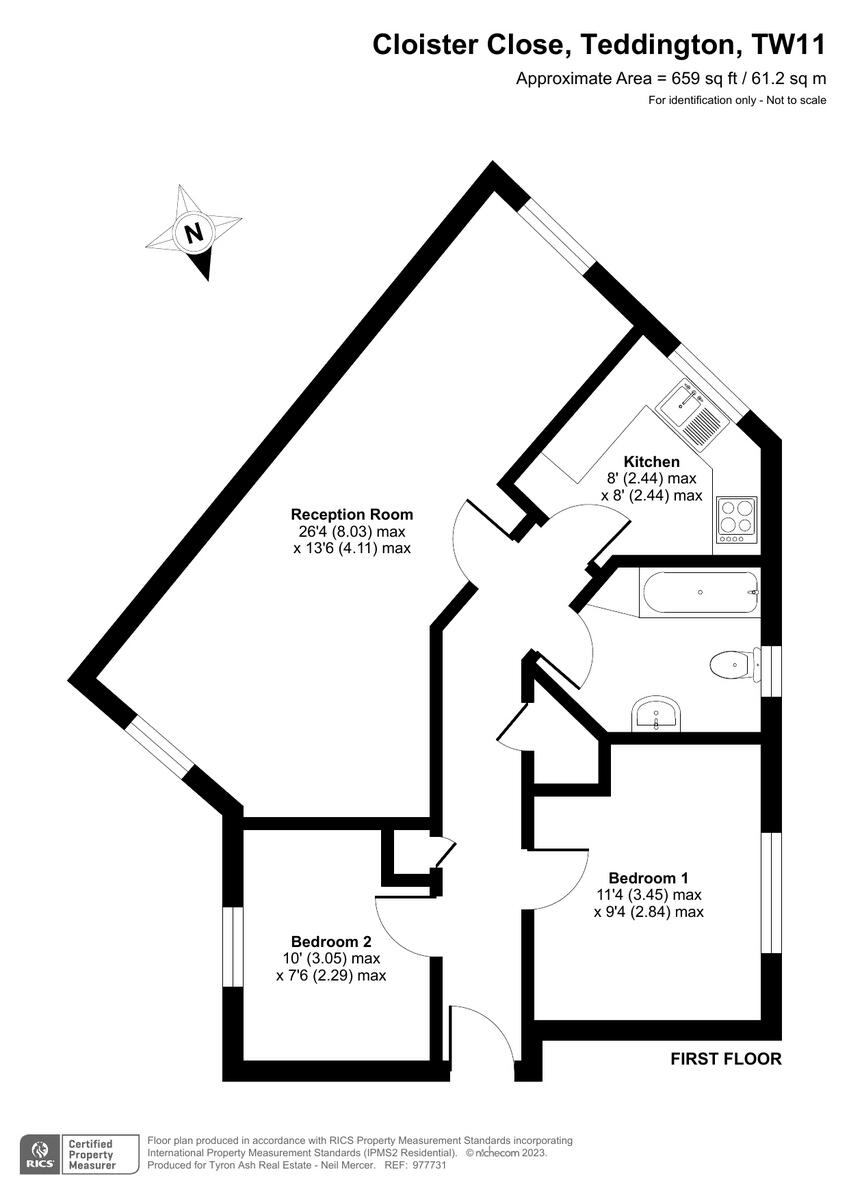 Cloister Close, Teddington, TW11
Approximate Area = 659 sq ft / 61.2 sq m
For identification only - Not to scale
N
Kitchen
8' (2.44) max
x 8' (2.44) max
Reception Room
26'4 (8.03) max
x 13'6 (4.11) max
Bedroom 1
11'4 (3.45) max
x 9'4 (2.84) max
Bedroom 2
10' (3.05) max
x 7'6 (2.29) max
FIRST FLOOR
RICS
Certified
Property
Measurer
Floor plan produced in accordance with RICS Property Measurement Standards incorporating
International Property Measurement Standards (IPMS2 Residential). © nichecom 2023.
Produced for Tyron Ash Real Estate - Neil Mercer. REF: 977731